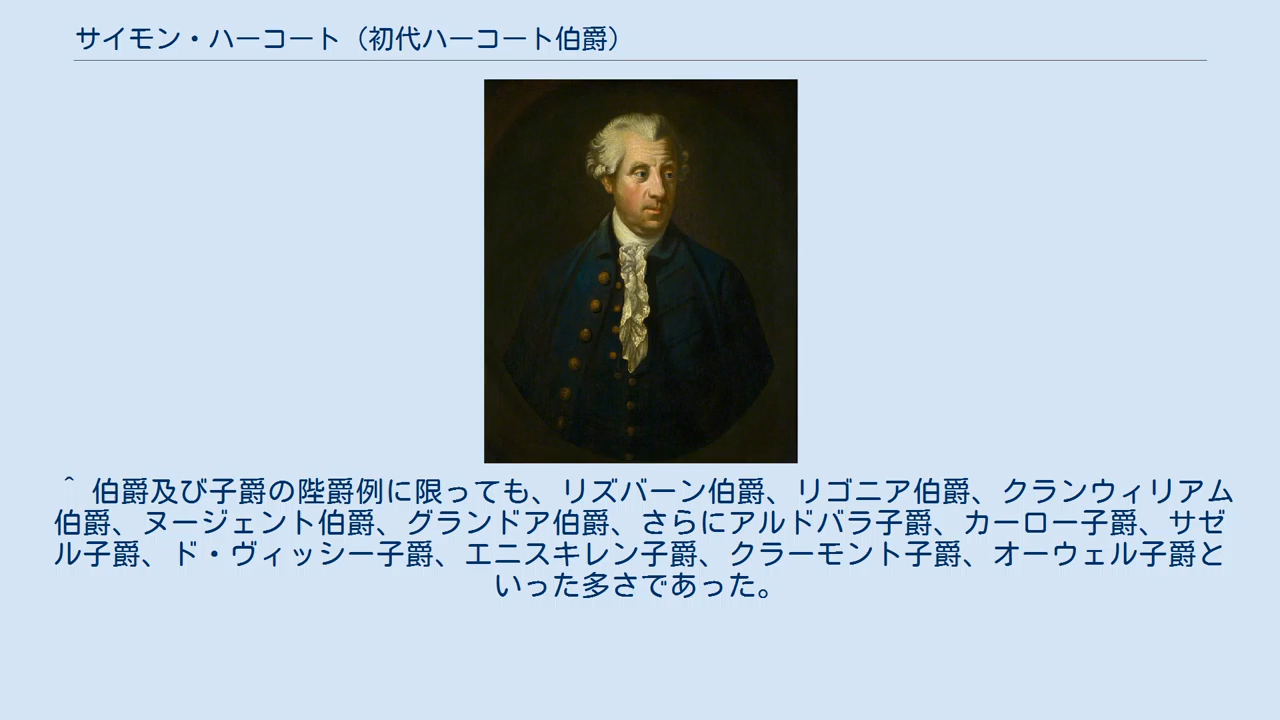 サイモン・ハーコート（初代ハーコート伯爵）
^ 伯爵及び子爵の陞爵例に限っても、リズバーン伯爵、リゴニア伯爵、クランウィリアム
伯爵、ヌージェント伯爵、グランドア伯爵、さらにアルドバラ子爵、カーロー子爵、サゼ
ル子爵、ド・ヴィッシー子爵、エニスキレン子爵、クラーモント子爵、オーウェル子爵と
いった多さであった。